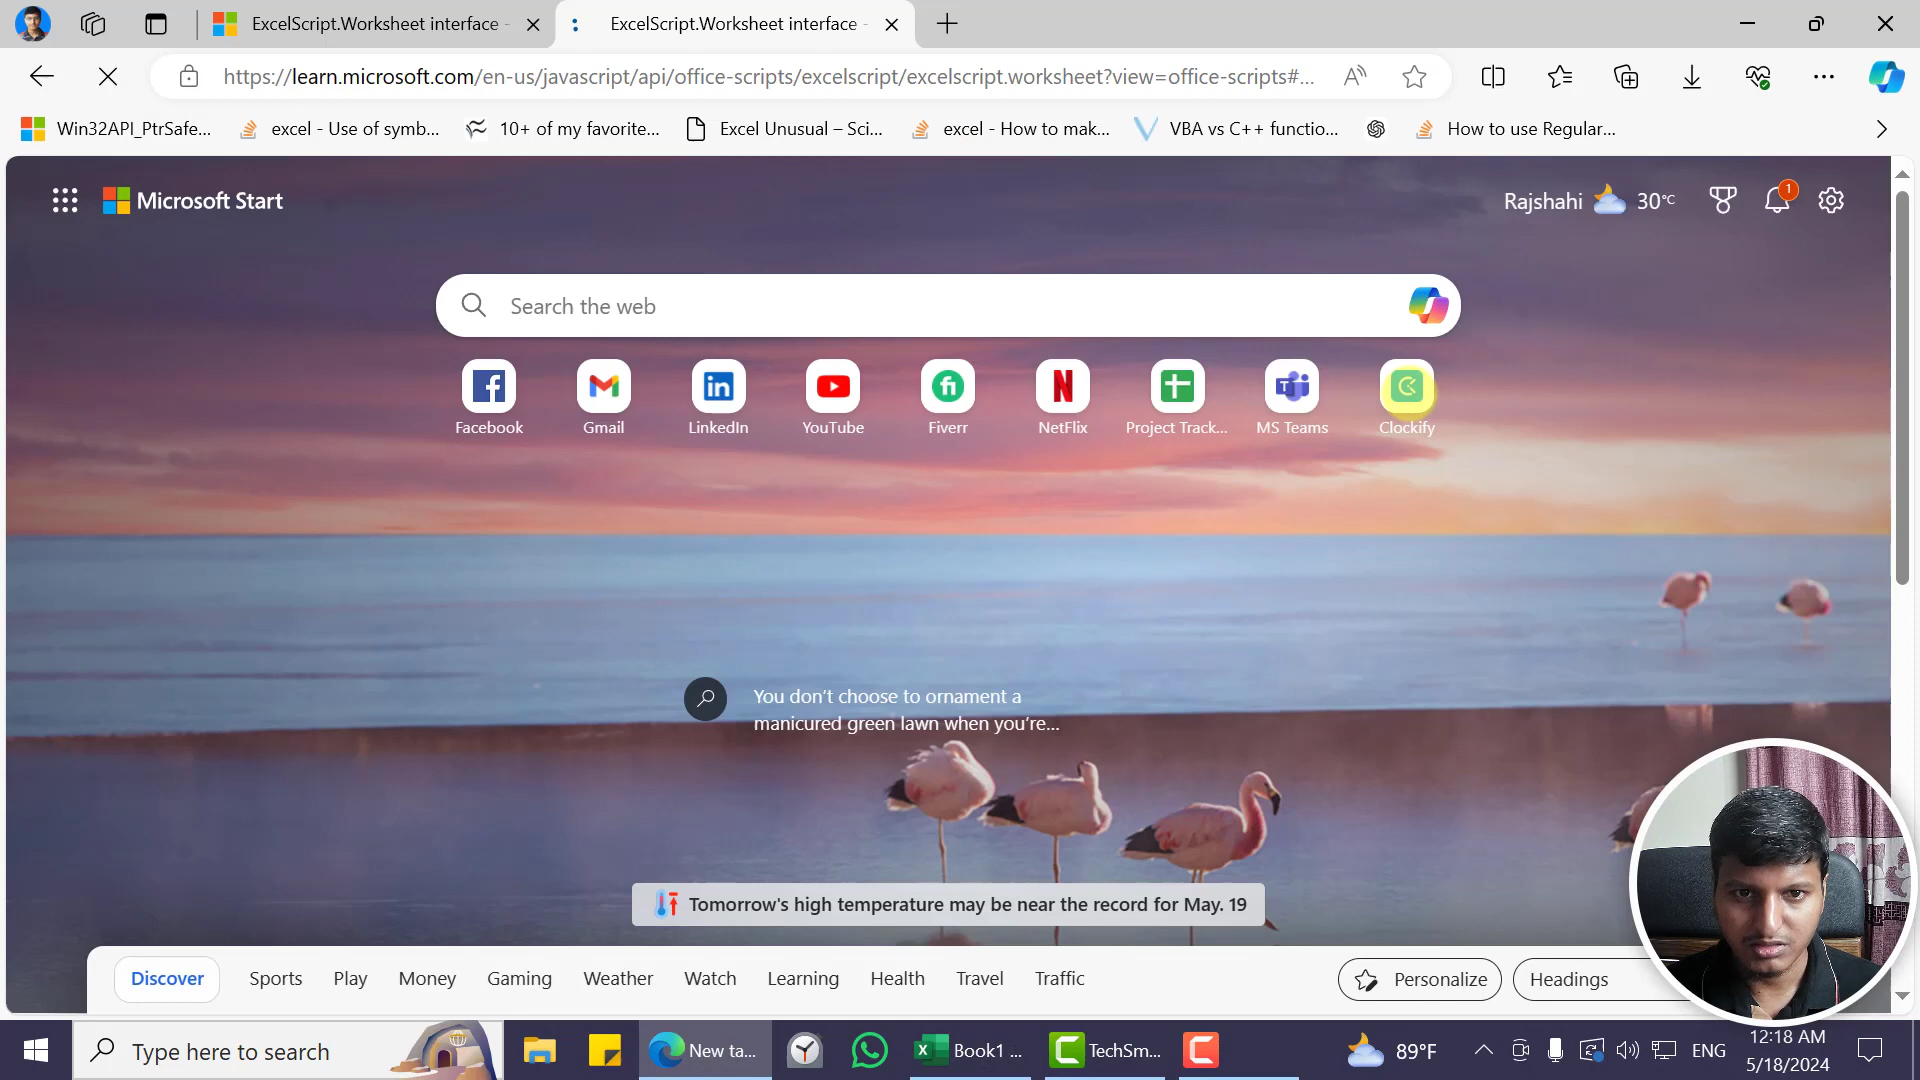 ExcelScript.Worksheet interface -
ExcelScript.Worksheet interface -
https://learn.microsoft.com/en-us/javascript/api/office-scripts/excelscript/excelscript.worksheet?view=office-scripts#...
Win32API_PtrSafe...
excel - Use of symb...
10+ of my favorite...
Excel Unusual – Sci...
excel - How to mak...
VBA vs C++ functio...
How to use Regular...
Microsoft Start
Rajshahi 30°C
1
Search the web
Facebook
Gmail
LinkedIn
YouTube
Fiverr
NetFlix
Project Track...
MS Teams
Clockify
You don't choose to ornament a
manicured green lawn when you're...
Tomorrow's high temperature may be near the record for May. 19
Discover
Sports
Play
Money
Gaming
Weather
Watch
Learning
Health
Travel
Traffic
Personalize
Headings
Type here to search
New ta...
Book1 ...
TechSm...
89°F
ENG
12:18 AM
5/18/2024